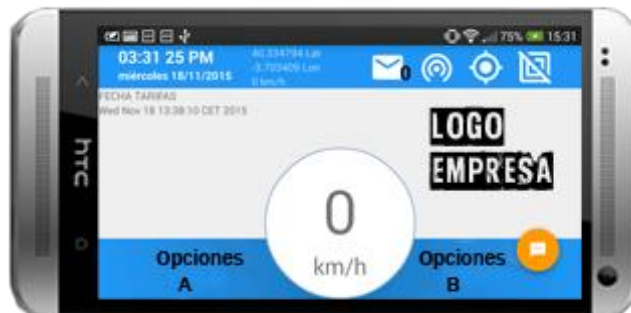 75% 15:31
03:31 25 PM
miércoles 18/11/2015
40.334794 Lat
-3.703409 Lon
0 km/h
0
FECHA TARIFAS
Wed Nov 18 13:38:10 CET 2015
LOGO
EMPRESA
0
km/h
Opciones
A
Opciones
B
hTC